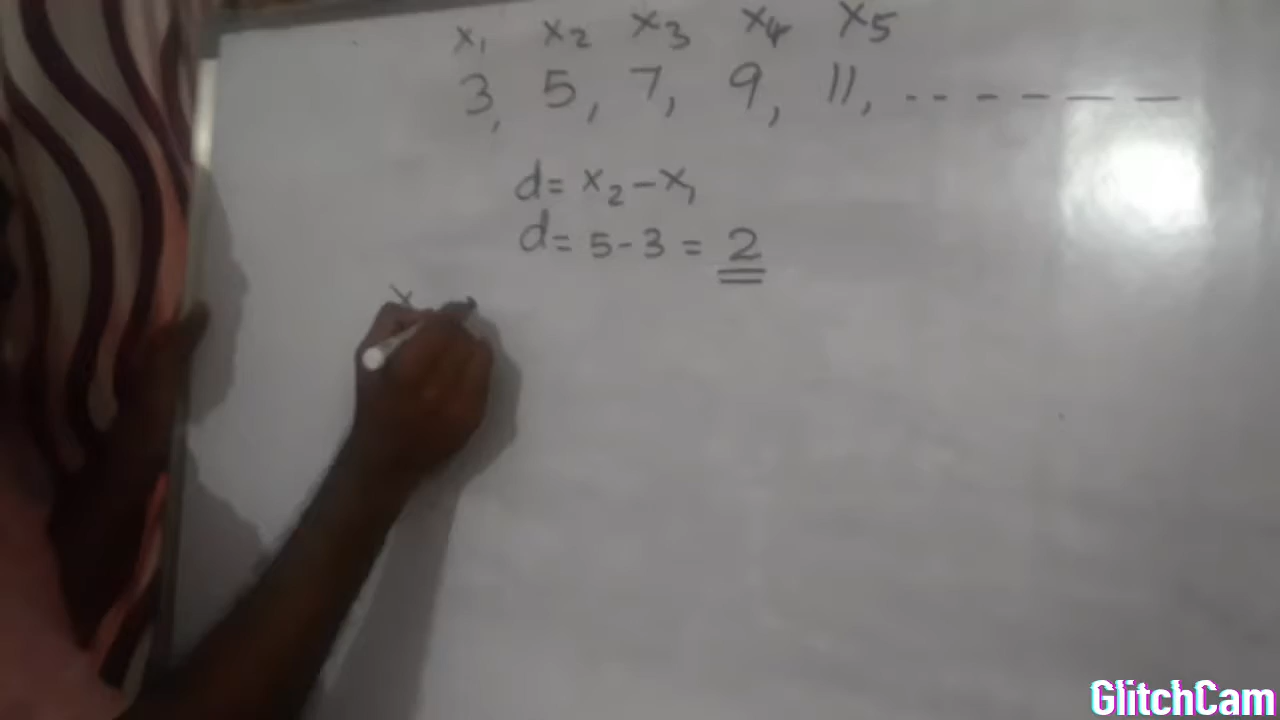 x₁ x₂ x₃ x₄ x₅
3, 5, 7, 9, 11, - - - - - - -
d = x₂ - x₁
d = 5 - 3 = 2
x
GlitchCam